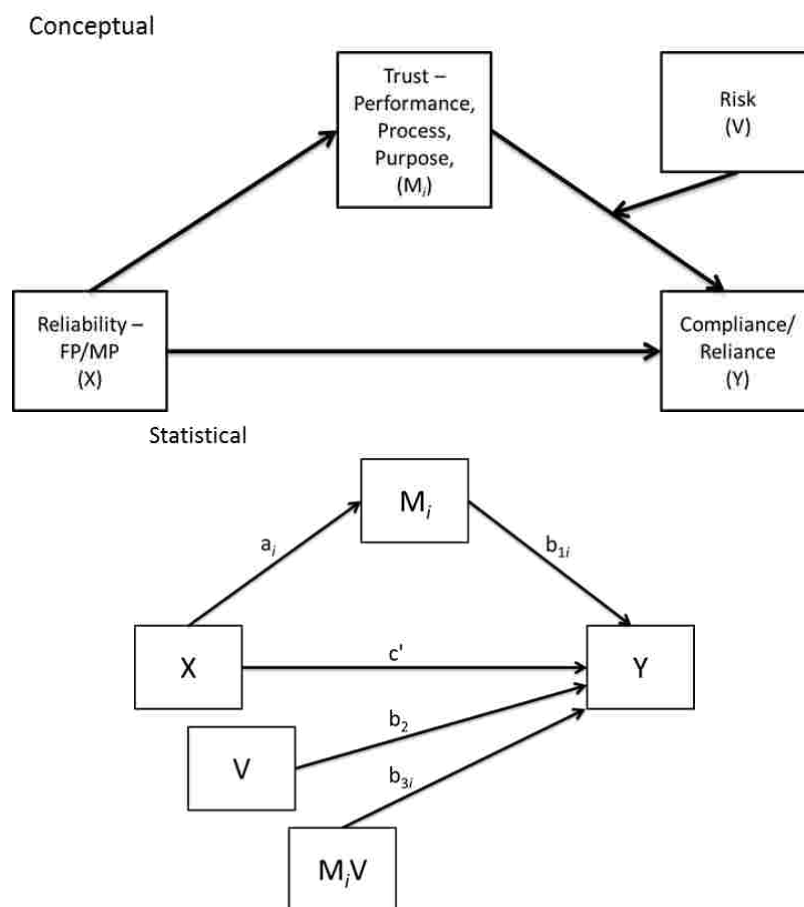 Conceptual
Trust –
Performance,
Process,
Purpose,
(Mᵢ)
Risk
(V)
Reliability –
FP/MP
(X)
Compliance/
Reliance
(Y)
Statistical
Mᵢ
aᵢ
b₁ᵢ
X
c'
Y
b₂
V
b₃ᵢ
MᵢV